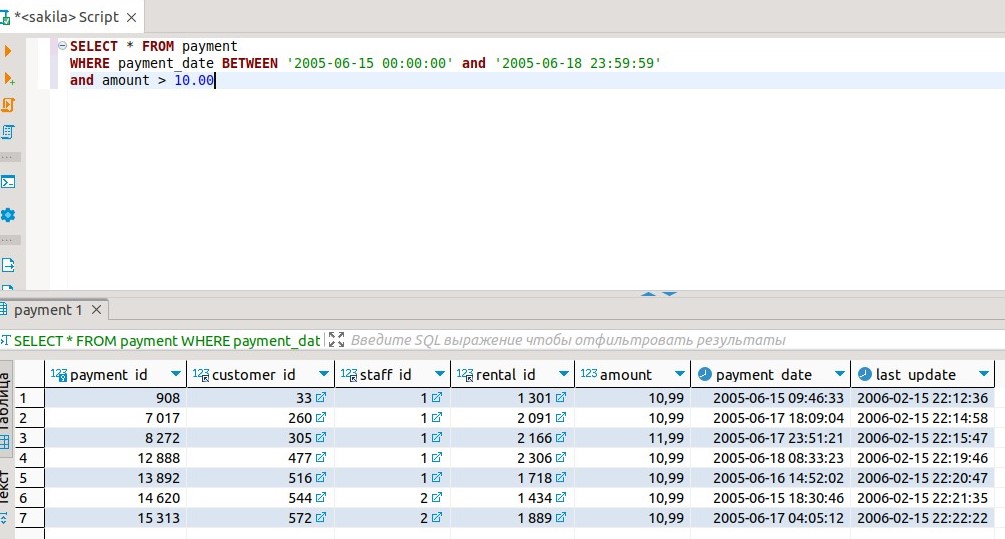 *<sakila> Script
SELECT * FROM payment
WHERE payment_date BETWEEN '2005-06-15 00:00:00' and '2005-06-18 23:59:59'
and amount > 10.00
payment 1
SELECT * FROM payment WHERE payment_dat Введите SQL выражение чтобы отфильтровать результаты
Таблица
Текст
123 payment_id 123 customer_id 123 staff_id 123 rental_id 123 amount payment_date last_update
1 908 33 1 1 301 10,99 2005-06-15 09:46:33 2006-02-15 22:12:36
2 7 017 260 1 2 091 10,99 2005-06-17 18:09:04 2006-02-15 22:14:58
3 8 272 305 1 2 166 11,99 2005-06-17 23:51:21 2006-02-15 22:15:47
4 12 888 477 1 2 306 10,99 2005-06-18 08:33:23 2006-02-15 22:19:46
5 13 892 516 1 1 718 10,99 2005-06-16 14:52:02 2006-02-15 22:20:47
6 14 620 544 2 1 434 10,99 2005-06-15 18:30:46 2006-02-15 22:21:35
7 15 313 572 2 1 889 10,99 2005-06-17 04:05:12 2006-02-15 22:22:22